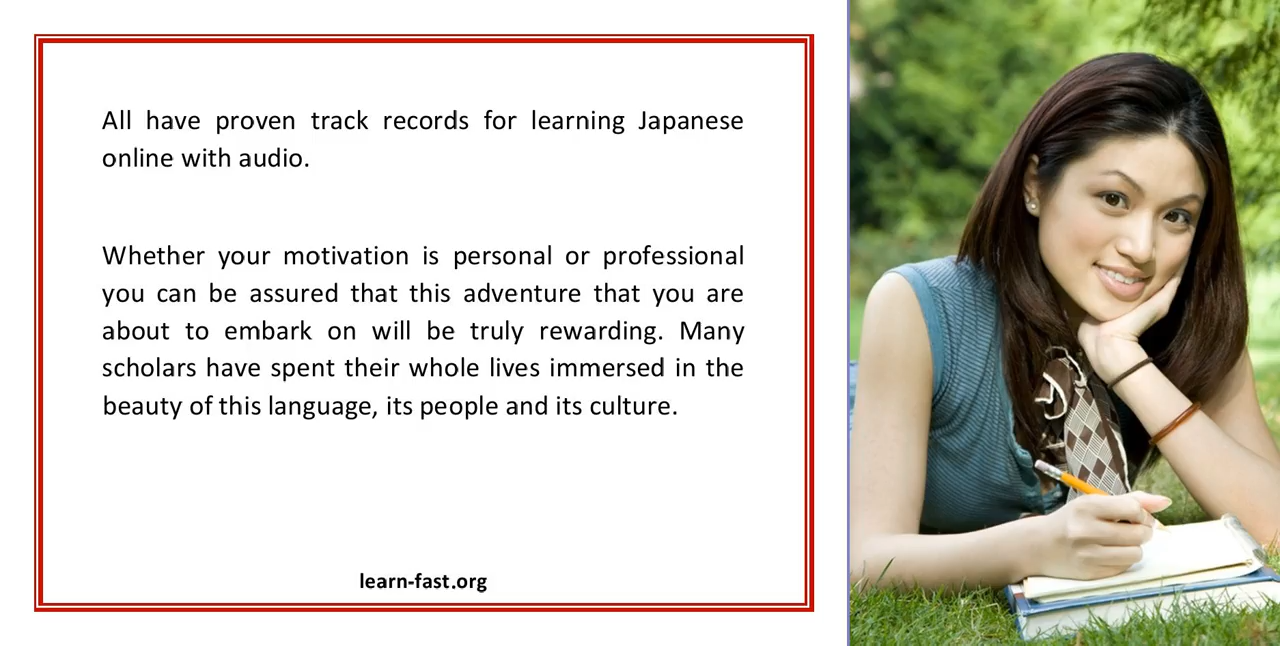 All have proven track records for learning Japanese
online with audio.
Whether your motivation is personal or professional
you can be assured that this adventure that you are
about to embark on will be truly rewarding. Many
scholars have spent their whole lives immersed in the
beauty of this language, its people and its culture.
learn-fast.org